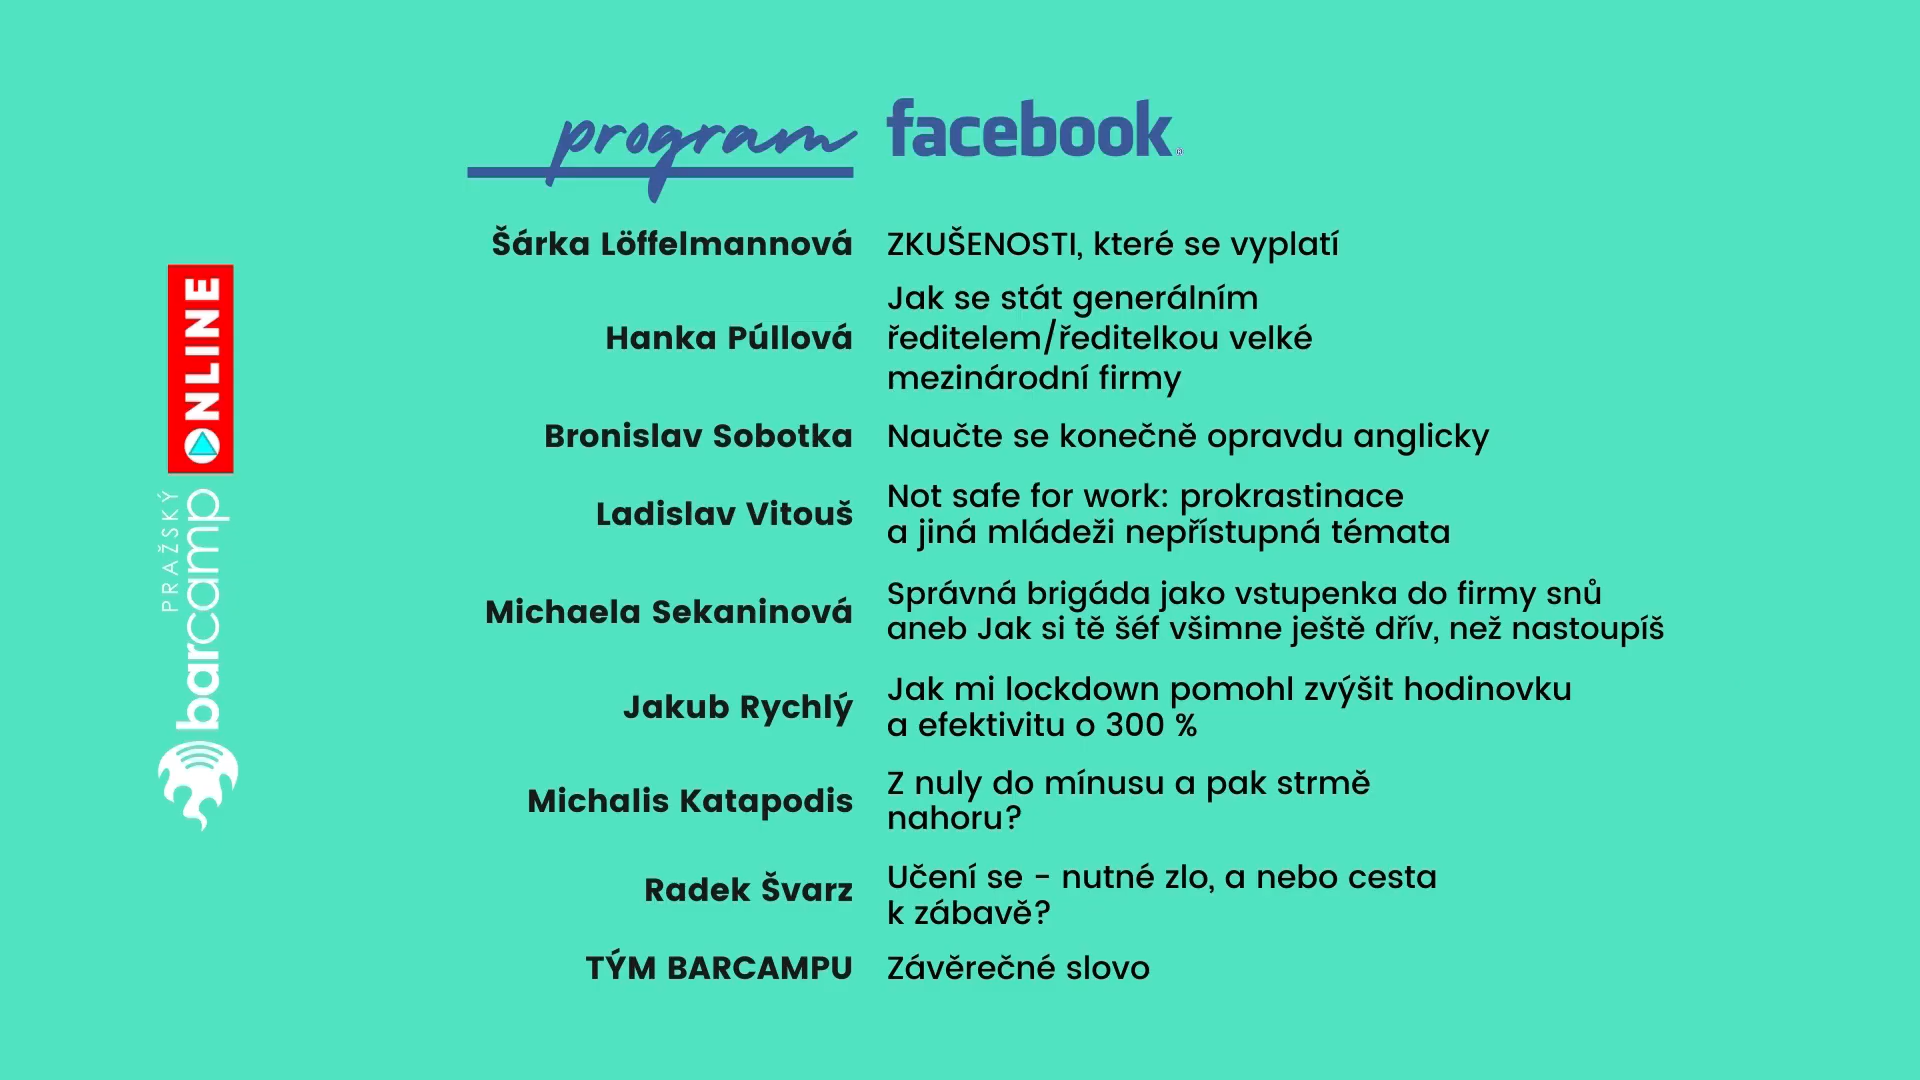 program facebook
Šárka Löffelmannová ZKUŠENOSTI, které se vyplatí
Hanka Púllová Jak se stát generálním
ředitelem/ředitelkou velké
mezinárodní firmy
Bronislav Sobotka Naučte se konečně opravdu anglicky
Ladislav Vitouš Not safe for work: prokrastinace
a jiná mládeži nepřístupná témata
Michaela Sekaninová Správná brigáda jako vstupenka do firmy snů
aneb Jak si tě šéf všimne ještě dřív, než nastoupíš
Jakub Rychlý Jak mi lockdown pomohl zvýšit hodinovku
a efektivitu o 300 %
Michalis Katapodis Z nuly do mínusu a pak strmě
nahoru?
Radek Švarz Učení se - nutné zlo, a nebo cesta
k zábavě?
TÝM BARCAMPU Závěrečné slovo
PRAŽSKÝ
barcamp ONLINE